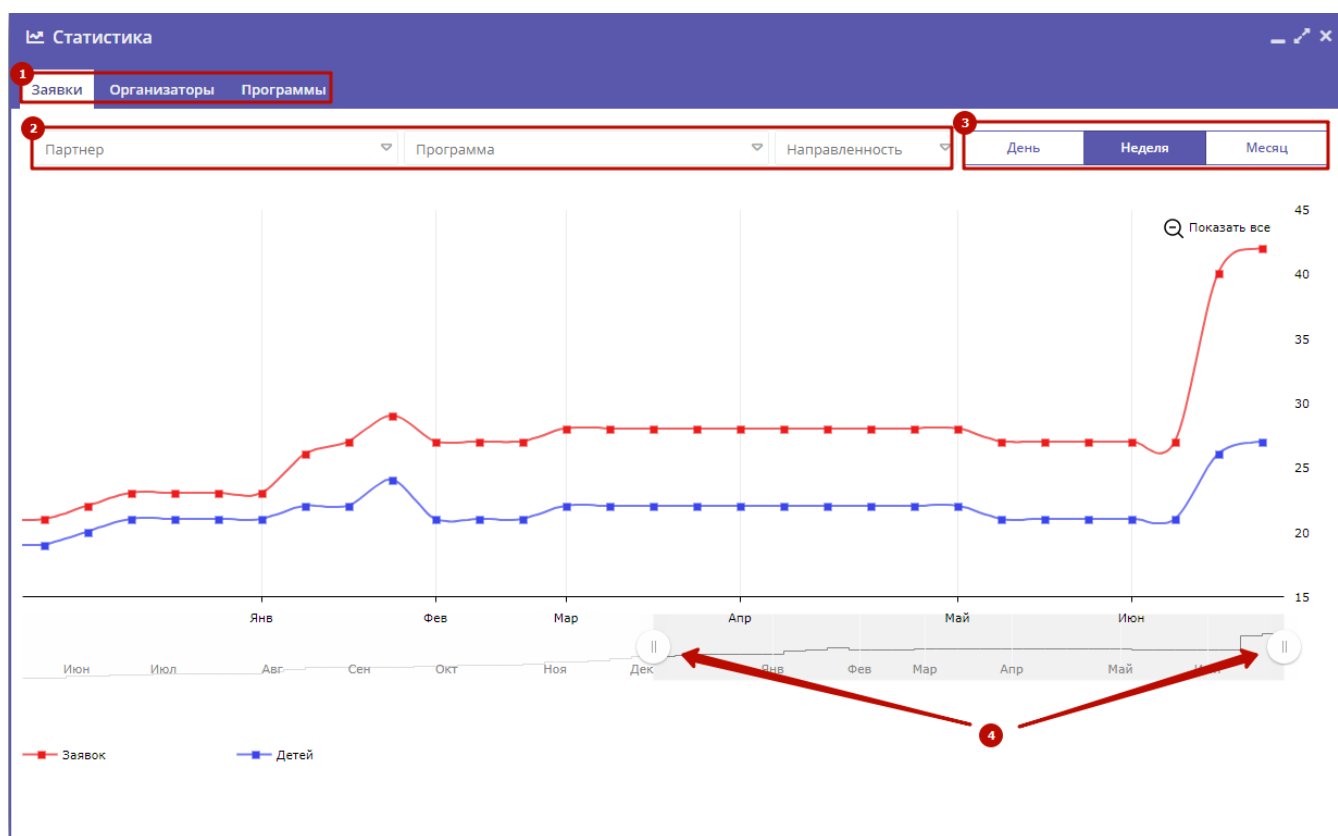 Статистика
1
Заявки Организаторы Программы
2 3
Партнер Программа Направленность День Неделя Месяц
45
Показать все
40
35
30
25
20
15
Янв Фев Мар Апр Май Июн
Июн Июл Авг Сен Окт Ноя Дек Янв Фев Мар Апр Май
4
Заявок Детей